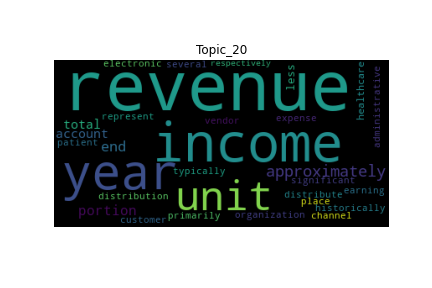 Topic_20
electronic several respectively
revenue
less
healthcare
administrative
represent vendor expense
total
account end income
patient
year typically approximately
significant
distribution unit distribute earning
place
portion historically
primarily organization channel
customer